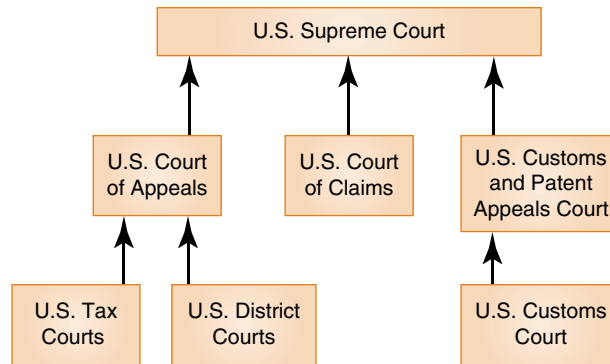 U.S. Supreme Court
U.S. Court
of Appeals
U.S. Court
of Claims
U.S. Customs
and Patent
Appeals Court
U.S. Tax
Courts
U.S. District
Courts
U.S. Customs
Court